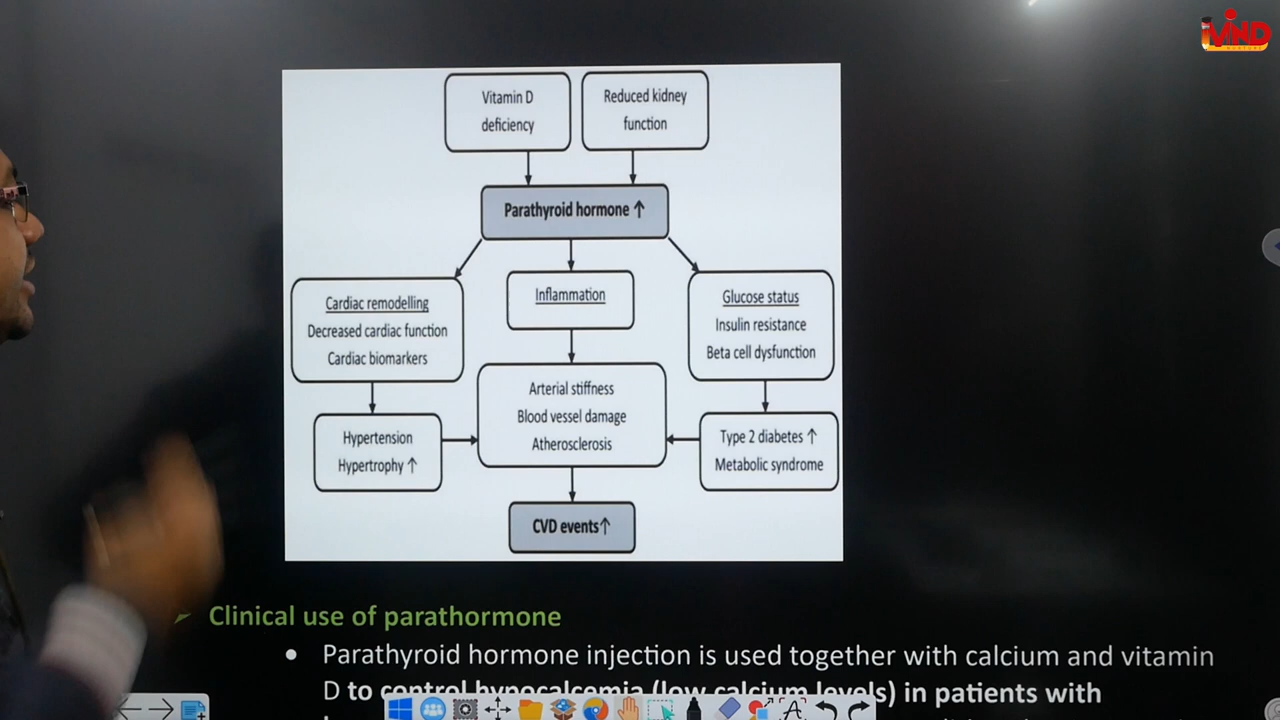 iMIND
Vitamin D
deficiency
Reduced kidney
function
Parathyroid hormone ↑
Cardiac remodelling
Decreased cardiac function
Cardiac biomarkers
Inflammation
Glucose status
Insulin resistance
Beta cell dysfunction
Arterial stiffness
Blood vessel damage
Atherosclerosis
Hypertension
Hypertrophy ↑
Type 2 diabetes ↑
Metabolic syndrome
CVD events↑
Clinical use of parathormone
• Parathyroid hormone injection is used together with calcium and vitamin
D to control hypocalcemia (low calcium levels) in patients with